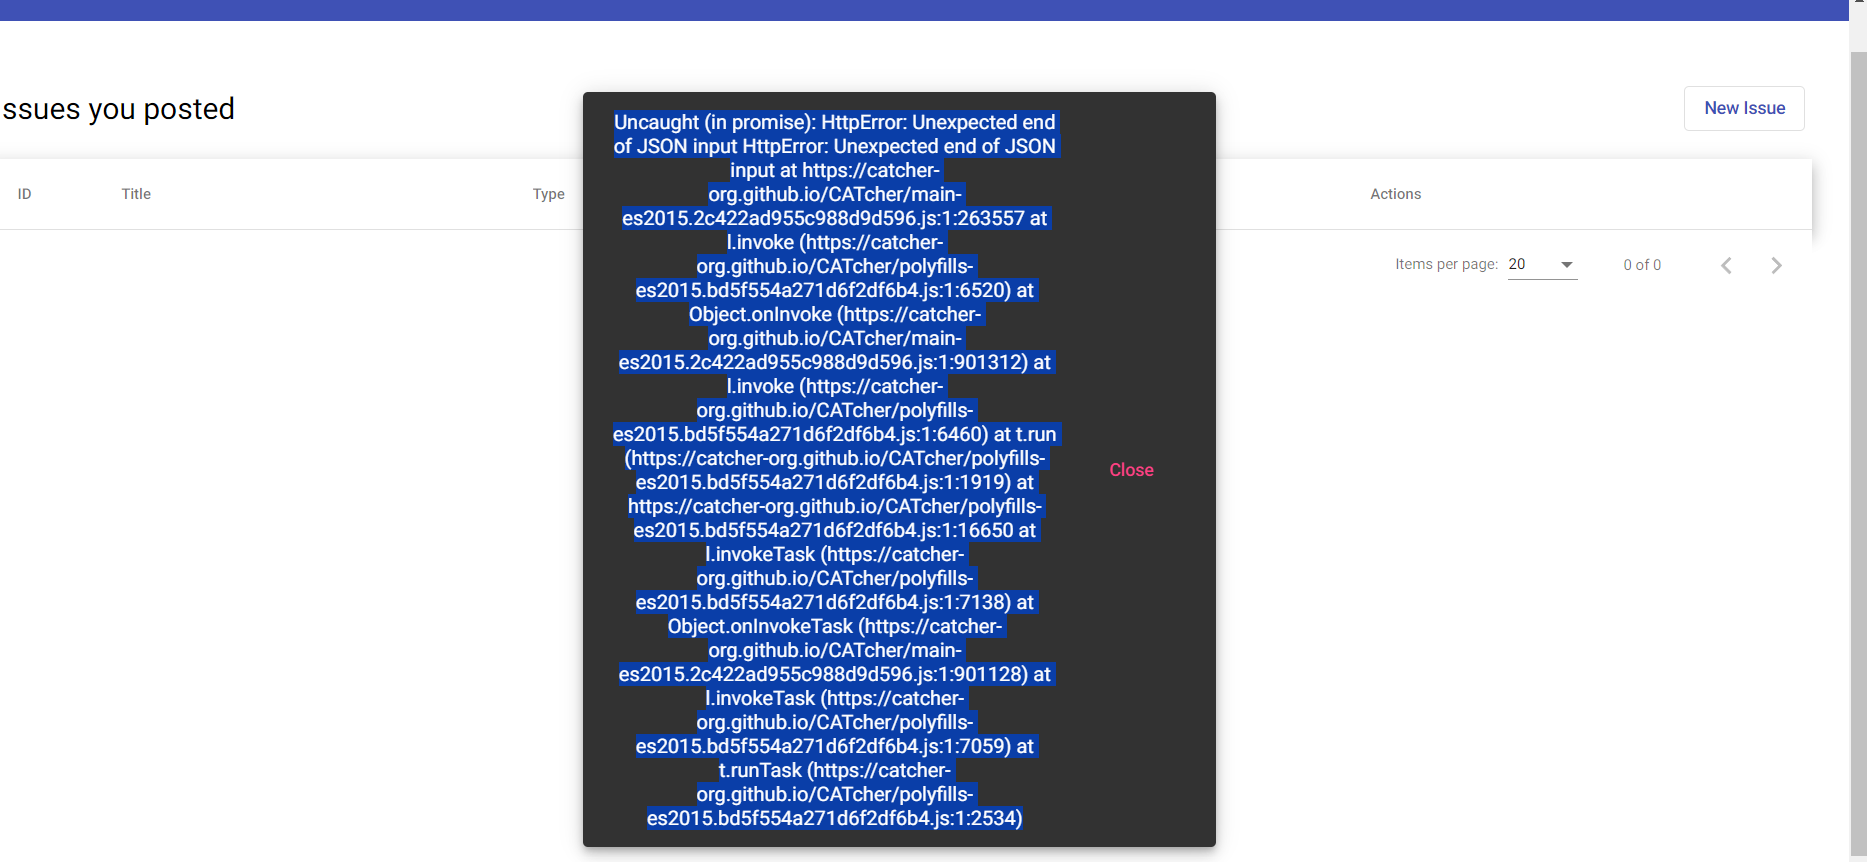 ssues you posted
New Issue
ID Title Type Actions
Items per page: 20 0 of 0
Uncaught (in promise): HttpError: Unexpected end
of JSON input HttpError: Unexpected end of JSON
input at https://catcher-
org.github.io/CATcher/main-
es2015.2c422ad955c988d9d596.js:1:263557 at
l.invoke (https://catcher-
org.github.io/CATcher/polyfills-
es2015.bd5f554a271d6f2df6b4.js:1:6520) at
Object.onInvoke (https://catcher-
org.github.io/CATcher/main-
es2015.2c422ad955c988d9d596.js:1:901312) at
l.invoke (https://catcher-
org.github.io/CATcher/polyfills-
es2015.bd5f554a271d6f2df6b4.js:1:6460) at t.run
(https://catcher-org.github.io/CATcher/polyfills-
es2015.bd5f554a271d6f2df6b4.js:1:1919) at
https://catcher-org.github.io/CATcher/polyfills-
es2015.bd5f554a271d6f2df6b4.js:1:16650 at
l.invokeTask (https://catcher-
org.github.io/CATcher/polyfills-
es2015.bd5f554a271d6f2df6b4.js:1:7138) at
Object.onInvokeTask (https://catcher-
org.github.io/CATcher/main-
es2015.2c422ad955c988d9d596.js:1:901128) at
l.invokeTask (https://catcher-
org.github.io/CATcher/polyfills-
es2015.bd5f554a271d6f2df6b4.js:1:7059) at
t.runTask (https://catcher-
org.github.io/CATcher/polyfills-
es2015.bd5f554a271d6f2df6b4.js:1:2534)
Close